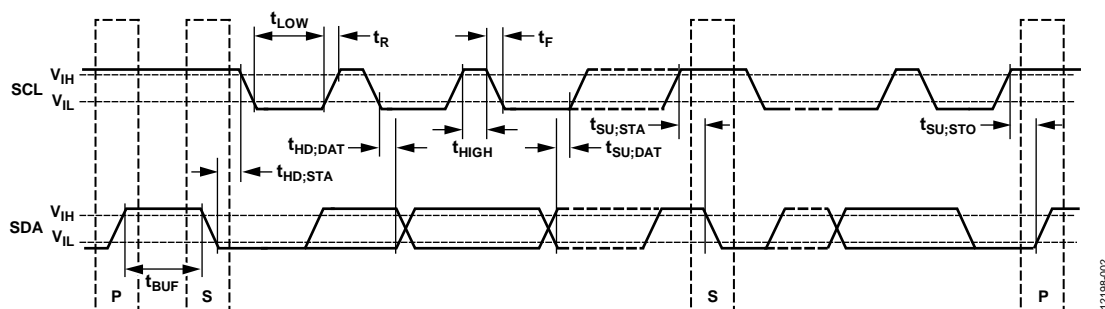 tLOW
tR
tF
VIH
SCL
VIL
tSU;STA
tSU;STO
tHD;DAT
tHIGH
tSU;DAT
tHD;STA
VIH
SDA
VIL
tBUF
P
S
S
P
12198-002